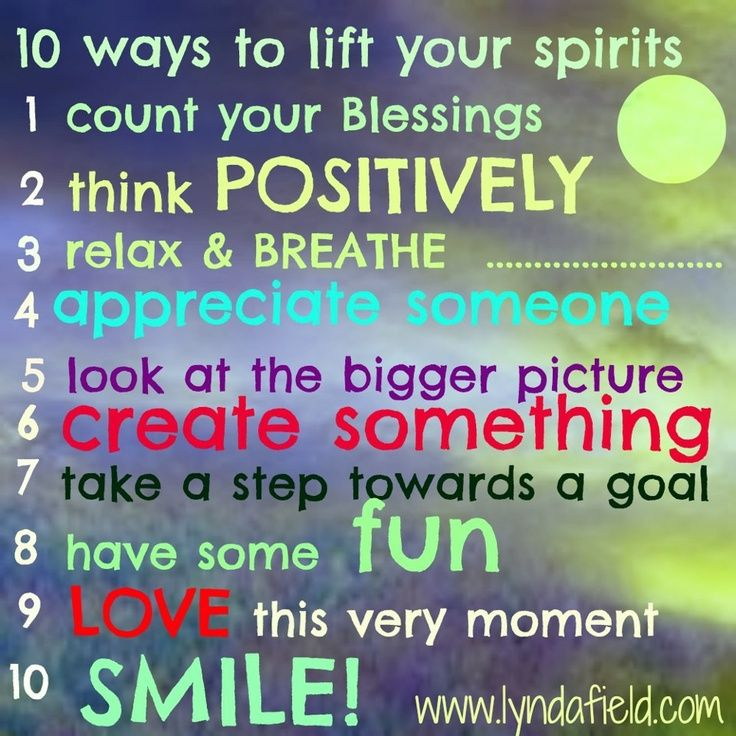 10 ways to lift your spirits
1 count your Blessings
2 think POSITIVELY
3 relax & BREATHE ..........................
4 appreciate someone
5 look at the bigger picture
6 create something
7 take a step towards a goal
8 have some fun
9 LOVE this very moment
10 SMILE!
www.lyndafield.com